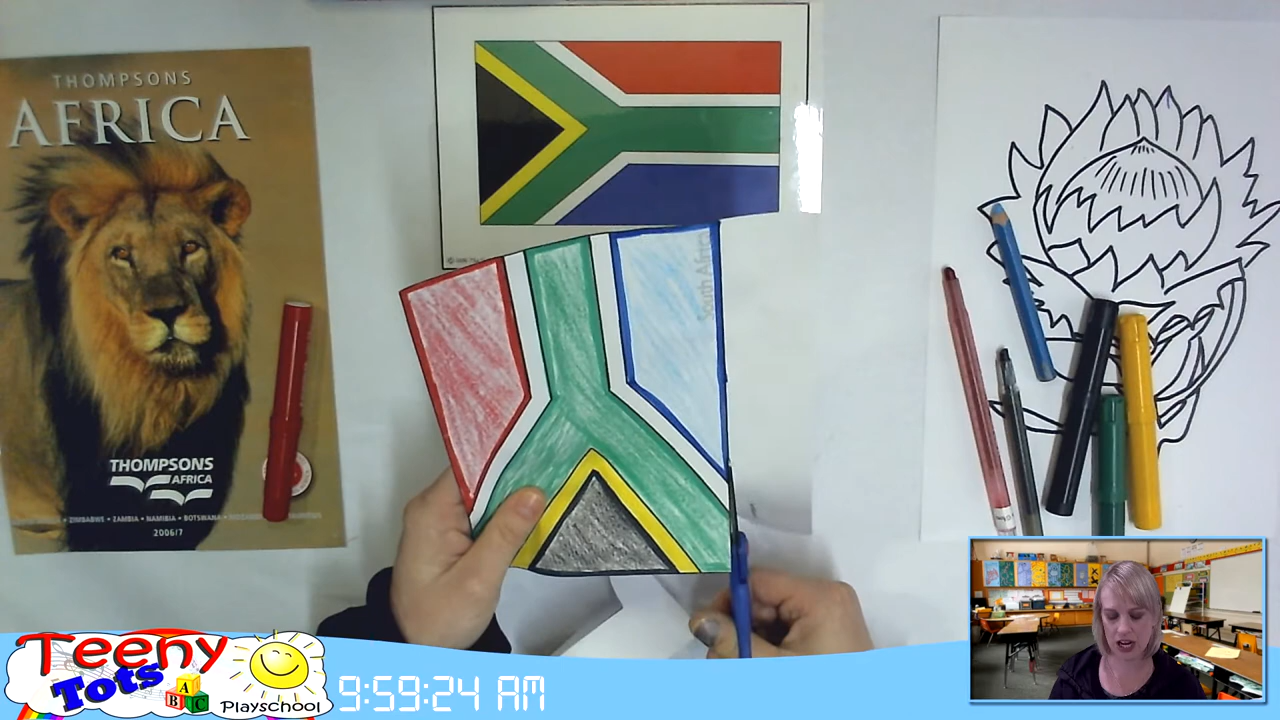 THOMPSONS
AFRICA
THOMPSONS
AFRICA
ZIMBABWE • ZAMBIA • NAMIBIA • BOTSWANA
2006/7
South Africa
Teeny
Tots
A
B C
Playschool
9:59:24 AM